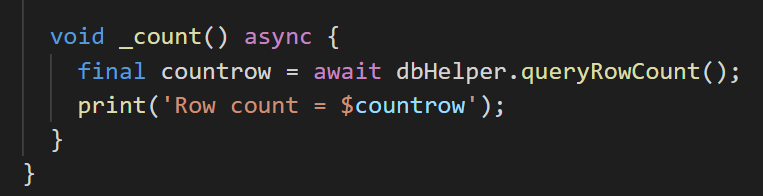 void _count() async {
final countrow = await dbHelper.queryRowCount();
print('Row count = $countrow');
}
}